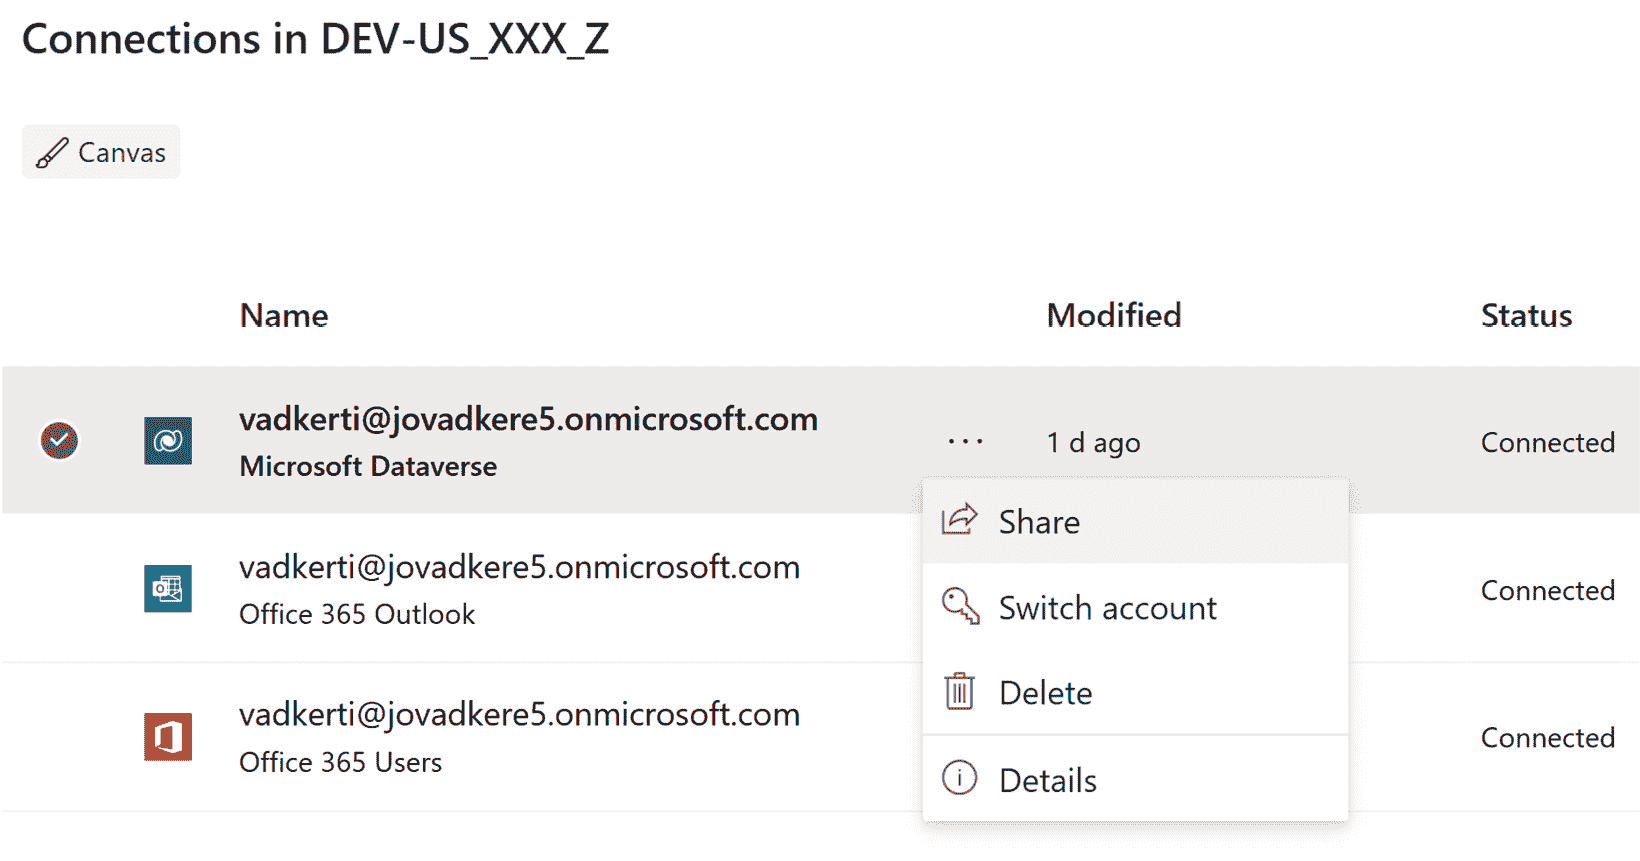 Connections in DEV-US_XXX_Z
Canvas
Name Modified Status
vadkerti@jovadkere5.onmicrosoft.com
Microsoft Dataverse
... 1 d ago Connected
Share
Switch account
Delete
Details
vadkerti@jovadkere5.onmicrosoft.com
Office 365 Outlook
Connected
vadkerti@jovadkere5.onmicrosoft.com
Office 365 Users
Connected